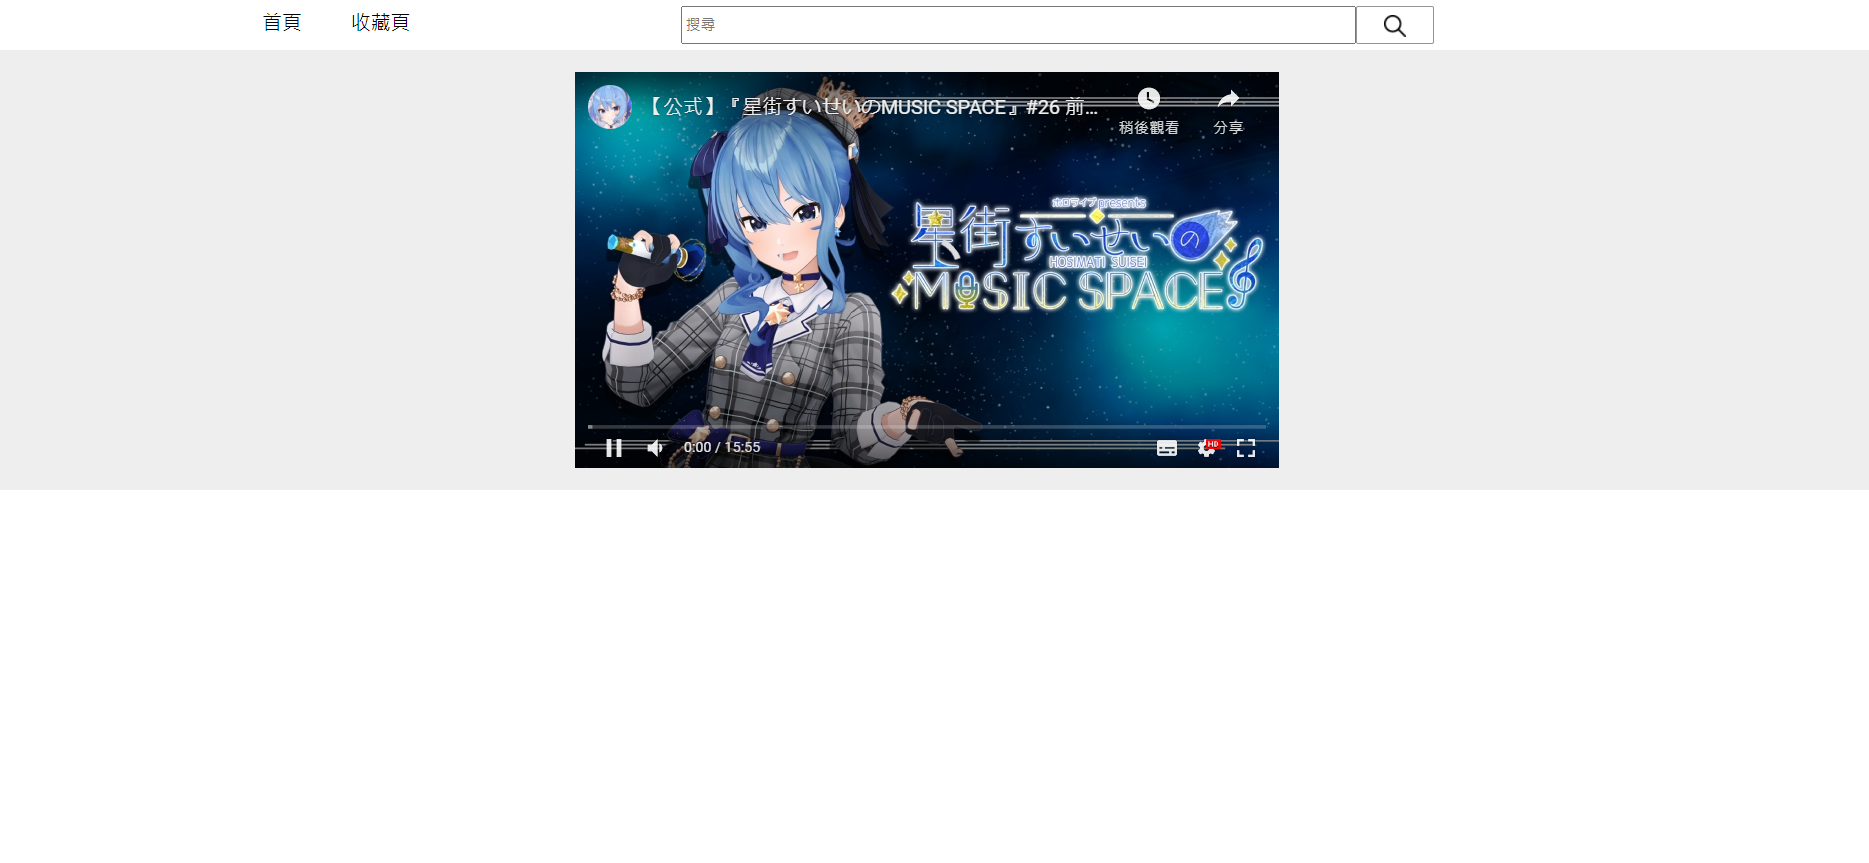 首頁 收藏頁 搜尋
【公式】『星街すいせいのMUSIC SPACE』#26 前...
稍後觀看 分享
ホロライブpresents
星街すいせいの
HOSIMATI SUISEI
MUSIC SPACE
0:00 / 15:55 HD